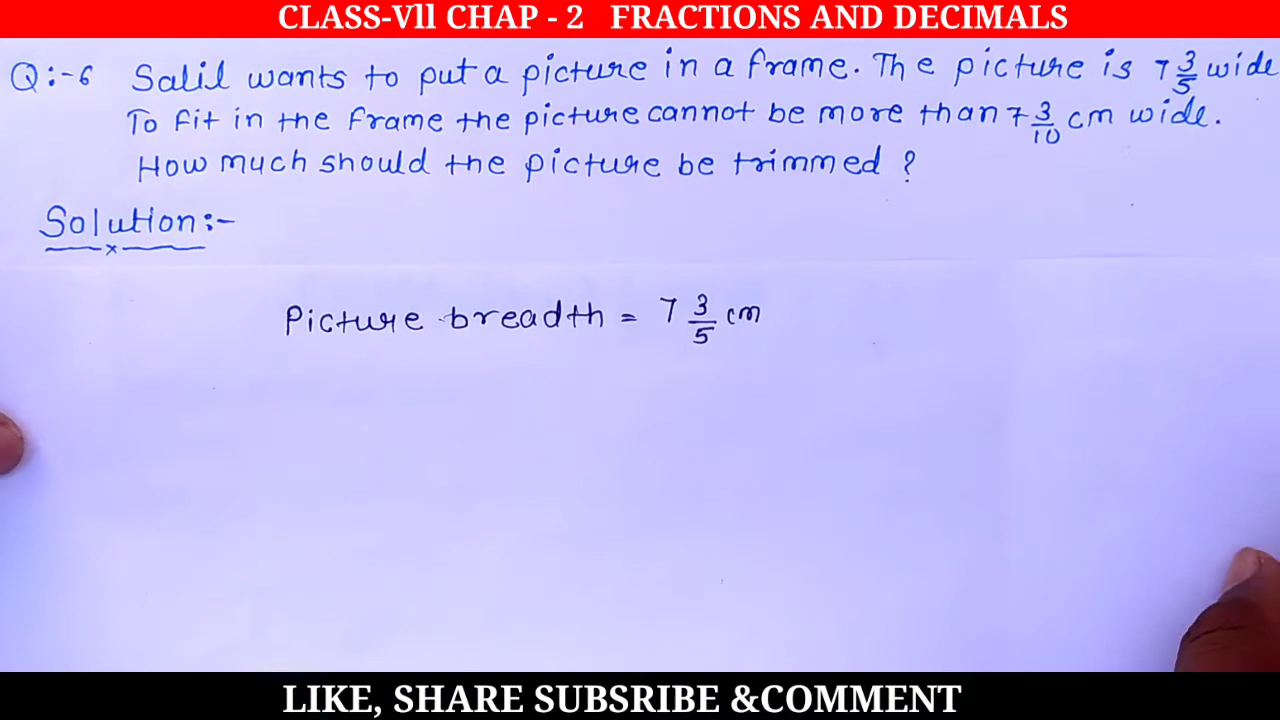 CLASS-Vll CHAP - 2 FRACTIONS AND DECIMALS
Q:-6 Salil wants to put a picture in a frame. The picture is 7 3/5 wide
To fit in the frame the picture cannot be more than 7 3/10 cm wide.
How much should the picture be trimmed ?
Solution:-
Picture breadth = 7 3/5 cm
LIKE, SHARE SUBSRIBE &COMMENT